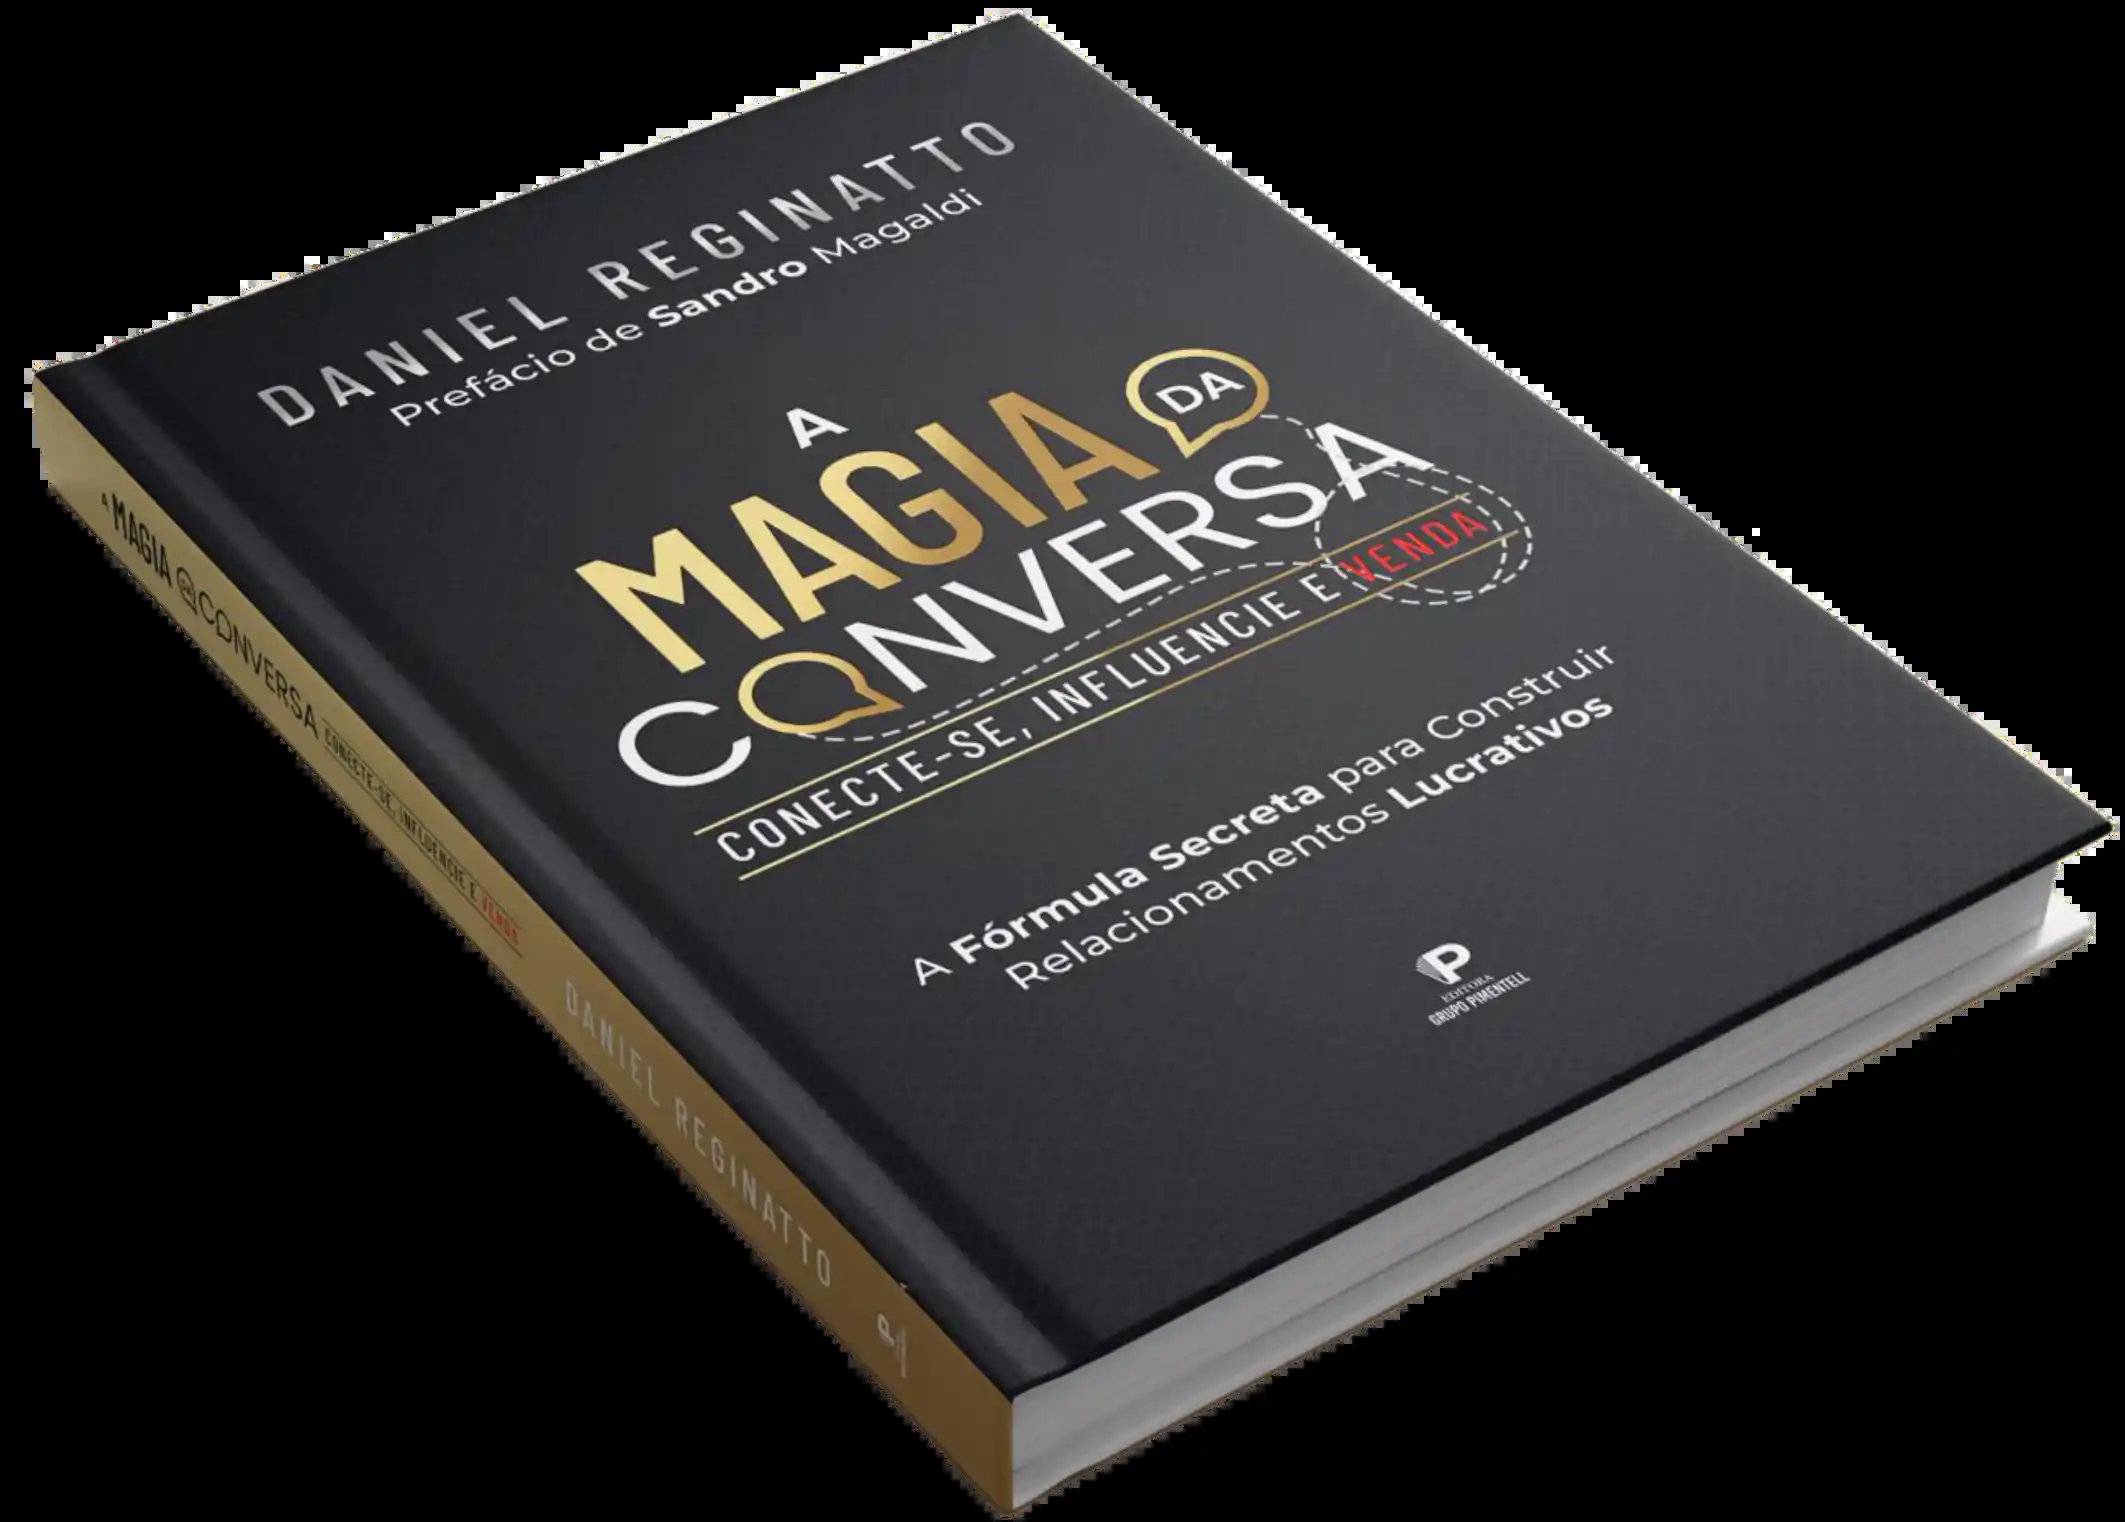 DANIEL REGINATTO
Prefácio de Sandro Magaldi
A
MAGIA DA
CONVERSA
CONECTE-SE, INFLUENCIE E VENDA
A Fórmula Secreta para Construir
Relacionamentos Lucrativos
P
EDITORA
GRUPO PIMENTELL
A MAGIA DA CONVERSA CONECTE-SE, INFLUENCIE E VENDA DANIEL REGINATTO P